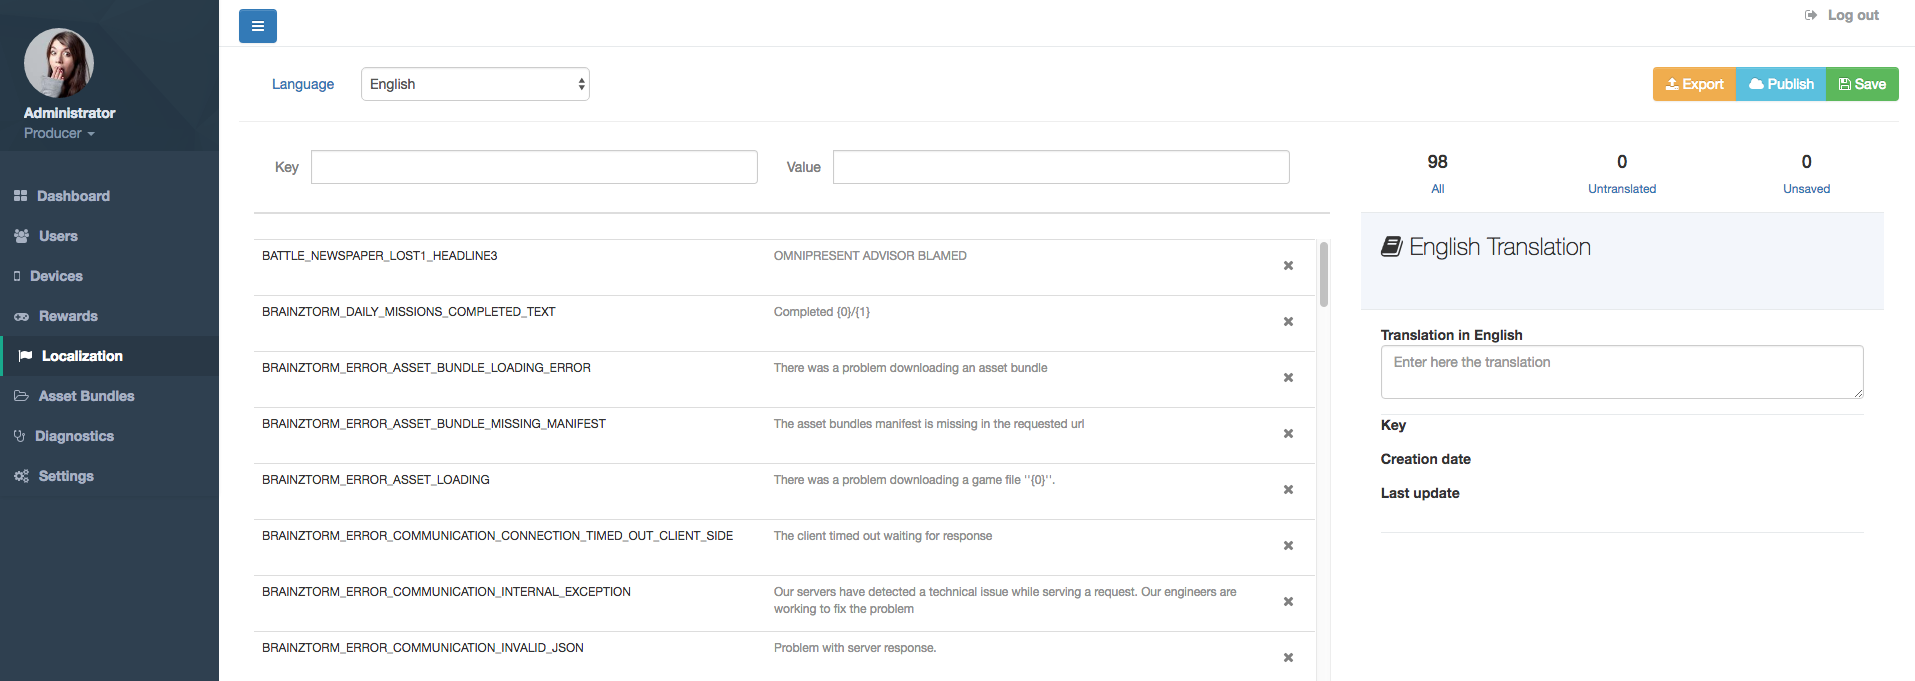 Administrator
Producer
Dashboard
Users
Devices
Rewards
Localization
Asset Bundles
Diagnostics
Settings
Log out
Language English
Export Publish Save
Key Value
98 0 0
All Untranslated Unsaved
BATTLE_NEWSPAPER_LOST1_HEADLINE3 OMNIPRESENT ADVISOR BLAMED
BRAINZTORM_DAILY_MISSIONS_COMPLETED_TEXT Completed {0}/{1}
BRAINZTORM_ERROR_ASSET_BUNDLE_LOADING_ERROR There was a problem downloading an asset bundle
BRAINZTORM_ERROR_ASSET_BUNDLE_MISSING_MANIFEST The asset bundles manifest is missing in the requested url
BRAINZTORM_ERROR_ASSET_LOADING There was a problem downloading a game file ''{0}''.
BRAINZTORM_ERROR_COMMUNICATION_CONNECTION_TIMED_OUT_CLIENT_SIDE The client timed out waiting for response
BRAINZTORM_ERROR_COMMUNICATION_INTERNAL_EXCEPTION Our servers have detected a technical issue while serving a request. Our engineers are
working to fix the problem
BRAINZTORM_ERROR_COMMUNICATION_INVALID_JSON Problem with server response.
English Translation
Translation in English
Enter here the translation
Key
Creation date
Last update